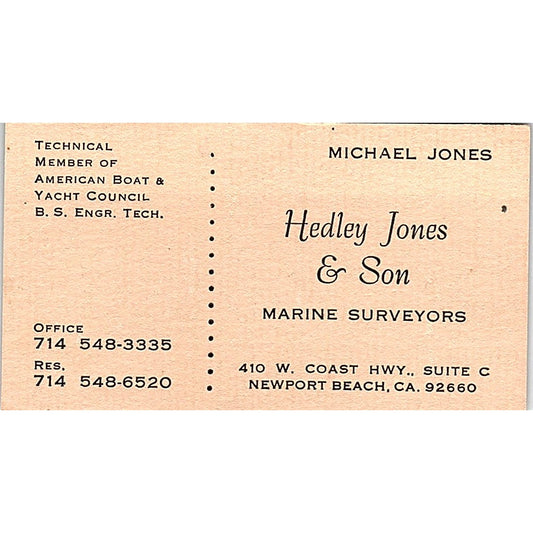 TECHNICAL
MEMBER OF
AMERICAN BOAT &
YACHT COUNCIL
B. S. ENGR. TECH.
OFFICE
714 548-3335
RES.
714 548-6520
MICHAEL JONES
Hedley Jones
& Son
MARINE SURVEYORS
410 W. COAST HWY., SUITE C
NEWPORT BEACH, CA. 92660